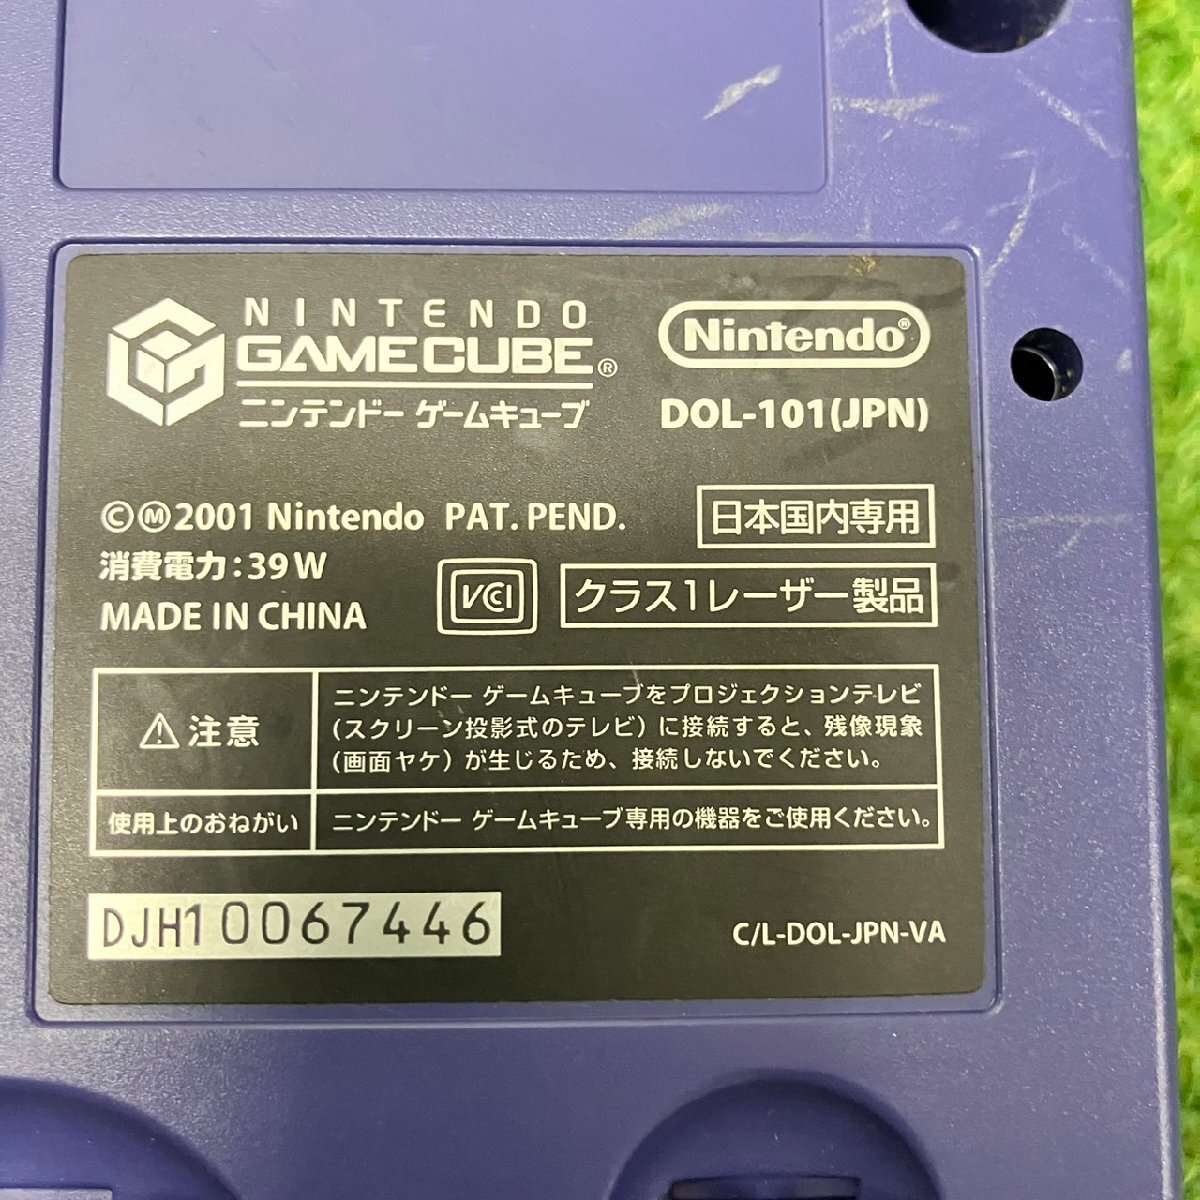 NINTENDO
GAMECUBE®
ニンテンドー ゲームキューブ
Nintendo®
DOL-101(JPN)
©Ⓜ2001 Nintendo PAT. PEND.
日本国内専用
消費電力:39W
VCI
クラス1レーザー製品
MADE IN CHINA
⚠注意
ニンテンドー ゲームキューブをプロジェクションテレビ
(スクリーン投影式のテレビ)に接続すると、残像現象
(画面ヤケ)が生じるため、接続しないでください。
使用上のおねがい
ニンテンドー ゲームキューブ専用の機器をご使用ください。
DJH10067446
C/L-DOL-JPN-VA